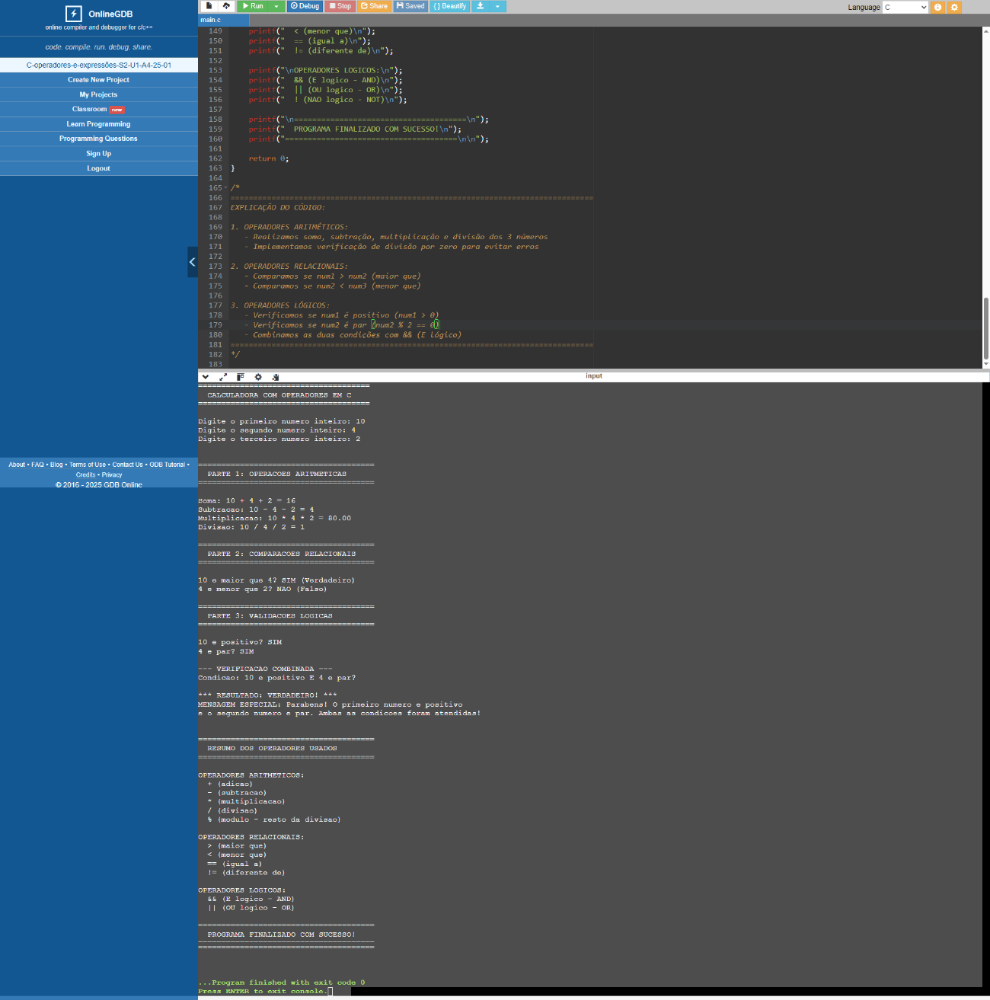 OnlineGDB
online compiler and debugger for c/c++
code. compile. run. debug. share.
C-operadores-e-expressões-S2-U1-A4-25-01
Create New Project
My Projects
Classroom new
Learn Programming
Programming Questions
Sign Up
Logout
About • FAQ • Blog • Terms of Use • Contact Us • GDB Tutorial •
Credits • Privacy
© 2016 - 2025 GDB Online
Run Debug Stop Share Saved { } Beautify
Language C
main.c
149 printf("  < (menor que)\n");
150 printf("  == (igual a)\n");
151 printf("  != (diferente de)\n");
152
153 printf("\nOPERADORES LOGICOS:\n");
154 printf("  && (E logico - AND)\n");
155 printf("  || (OU logico - OR)\n");
156 printf("  ! (NAO logico - NOT)\n");
157
158 printf("\n======================================\n");
159 printf("  PROGRAMA FINALIZADO COM SUCESSO!\n");
160 printf("======================================\n\n");
161
162 return 0;
163 }
164
165 /*
166 ================================================================================
167 EXPLICAÇÃO DO CÓDIGO:
168
169 1. OPERADORES ARITMÉTICOS:
170 - Realizamos soma, subtração, multiplicação e divisão dos 3 números
171 - Implementamos verificação de divisão por zero para evitar erros
172
173 2. OPERADORES RELACIONAIS:
174 - Comparamos se num1 > num2 (maior que)
175 - Comparamos se num2 < num3 (menor que)
176
177 3. OPERADORES LÓGICOS:
178 - Verificamos se num1 é positivo (num1 > 0)
179 - Verificamos se num2 é par (num2 % 2 == 0)
180 - Combinamos as duas condições com && (E lógico)
181 ================================================================================
182 */
183
input
=====================================
CALCULADORA COM OPERADORES EM C
=====================================
Digite o primeiro numero inteiro: 10
Digite o segundo numero inteiro: 4
Digite o terceiro numero inteiro: 2
======================================
PARTE 1: OPERACOES ARITMETICAS
======================================
Soma: 10 + 4 + 2 = 16
Subtracao: 10 - 4 - 2 = 4
Multiplicacao: 10 * 4 * 2 = 80.00
Divisao: 10 / 4 / 2 = 1
======================================
PARTE 2: COMPARACOES RELACIONAIS
======================================
10 e maior que 4? SIM (Verdadeiro)
4 e menor que 2? NAO (Falso)
======================================
PARTE 3: VALIDACOES LOGICAS
======================================
10 e positivo? SIM
4 e par? SIM
--- VERIFICACAO COMBINADA ---
Condicao: 10 e positivo E 4 e par?
*** RESULTADO: VERDADEIRO! ***
MENSAGEM ESPECIAL: Parabens! O primeiro numero e positivo
e o segundo numero e par. Ambas as condicoes foram atendidas!
======================================
RESUMO DOS OPERADORES USADOS
======================================
OPERADORES ARITMETICOS:
+ (adicao)
- (subtracao)
* (multiplicacao)
/ (divisao)
% (modulo - resto da divisao)
OPERADORES RELACIONAIS:
> (maior que)
< (menor que)
== (igual a)
!= (diferente de)
OPERADORES LOGICOS:
&& (E logico - AND)
|| (OU logico - OR)
======================================
PROGRAMA FINALIZADO COM SUCESSO!
======================================
======================================
...Program finished with exit code 0
Press ENTER to exit console.